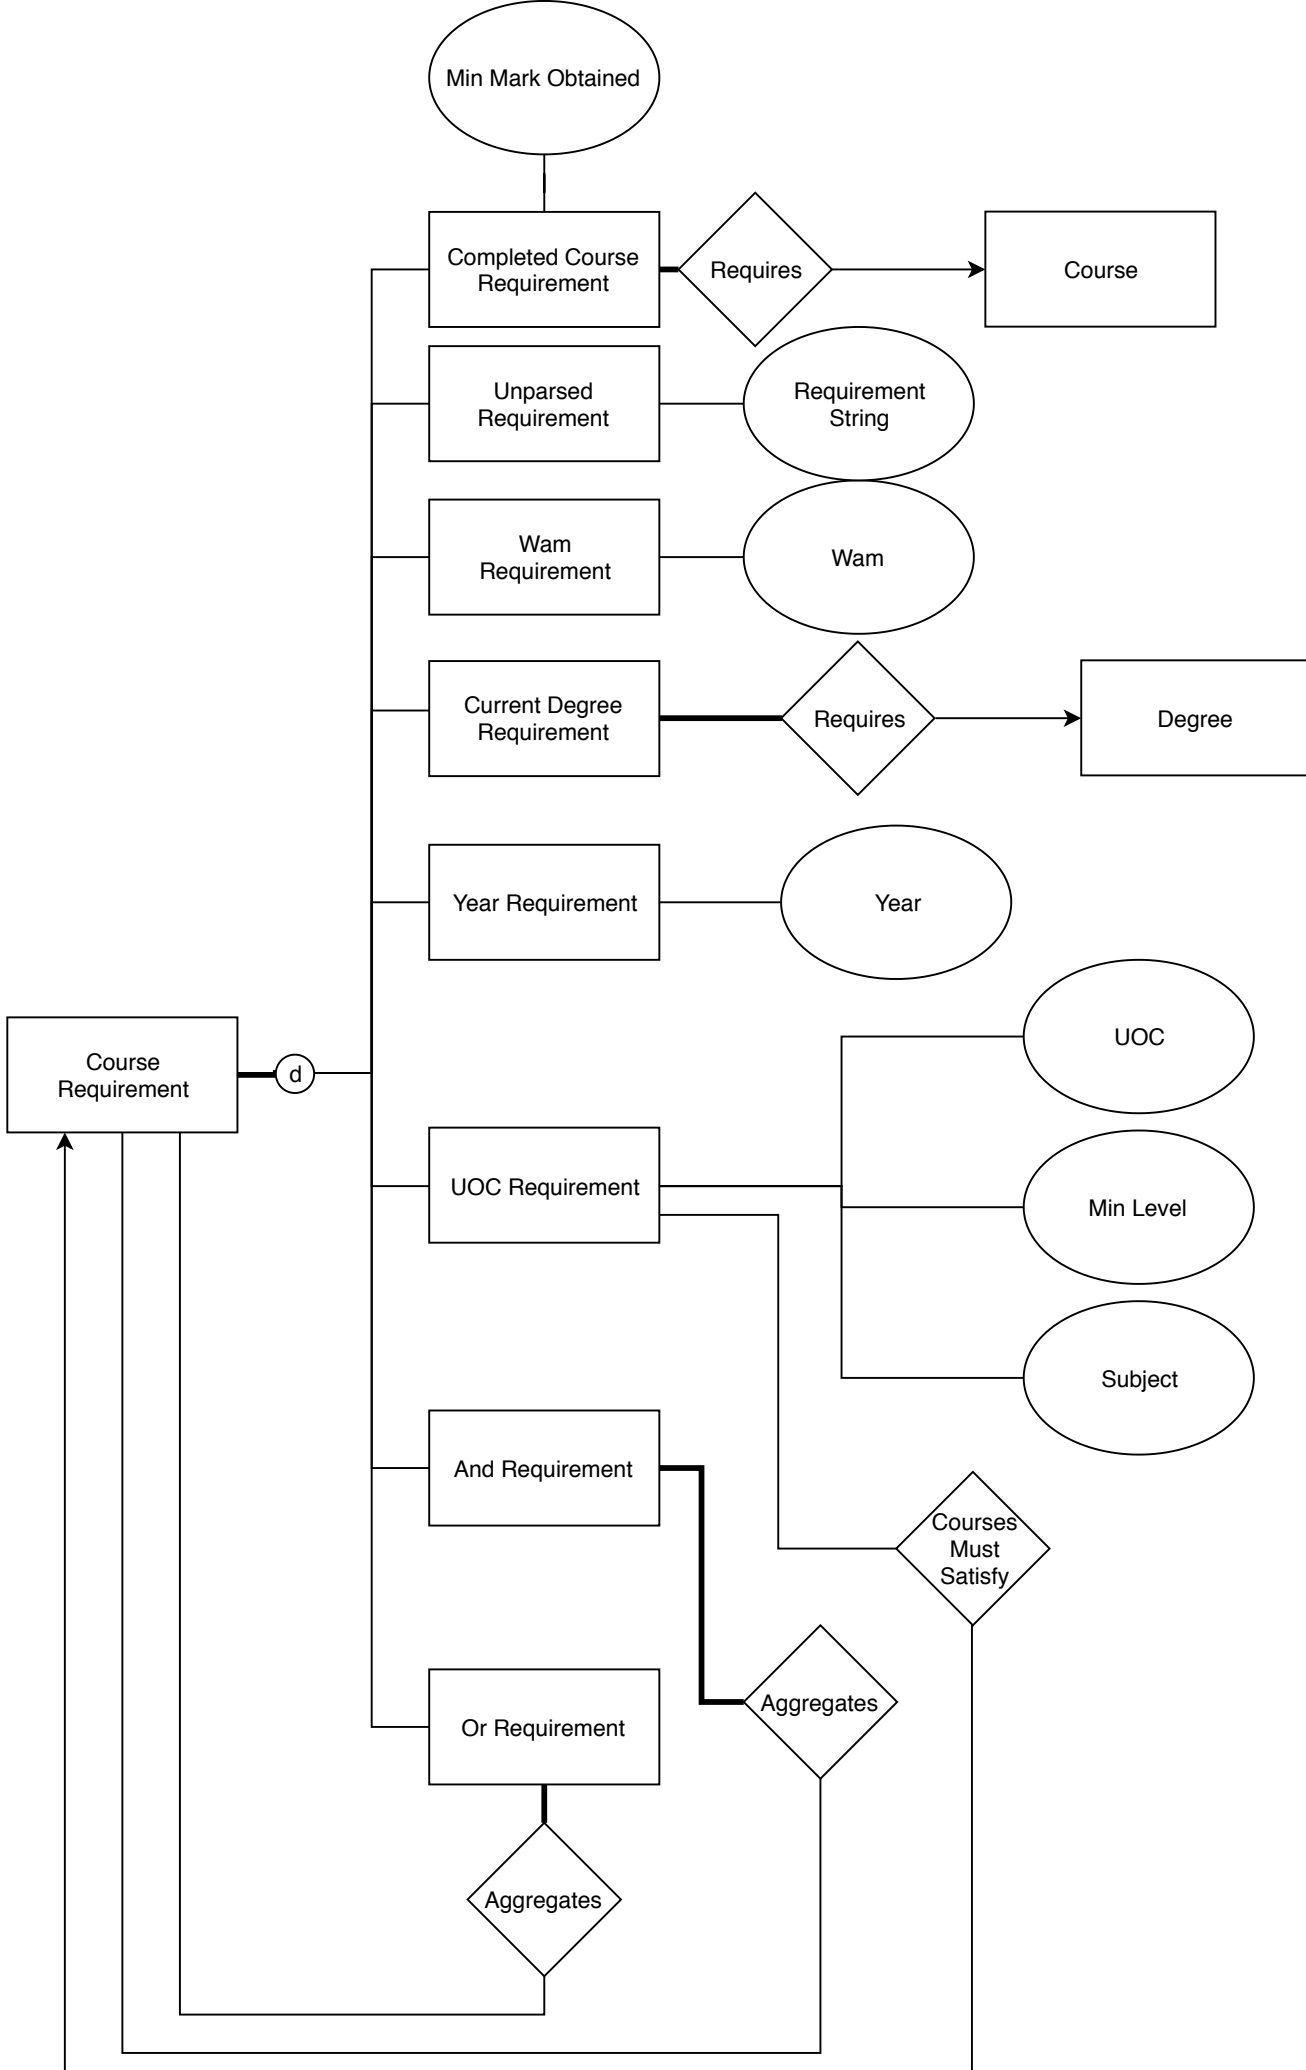 Min Mark Obtained
Completed Course
Requirement
Requires
Course
Unparsed
Requirement
Requirement
String
Wam
Requirement
Wam
Current Degree
Requirement
Requires
Degree
Year Requirement
Year
Course
Requirement
d
UOC
UOC Requirement
Min Level
Subject
And Requirement
Courses
Must
Satisfy
Or Requirement
Aggregates
Aggregates